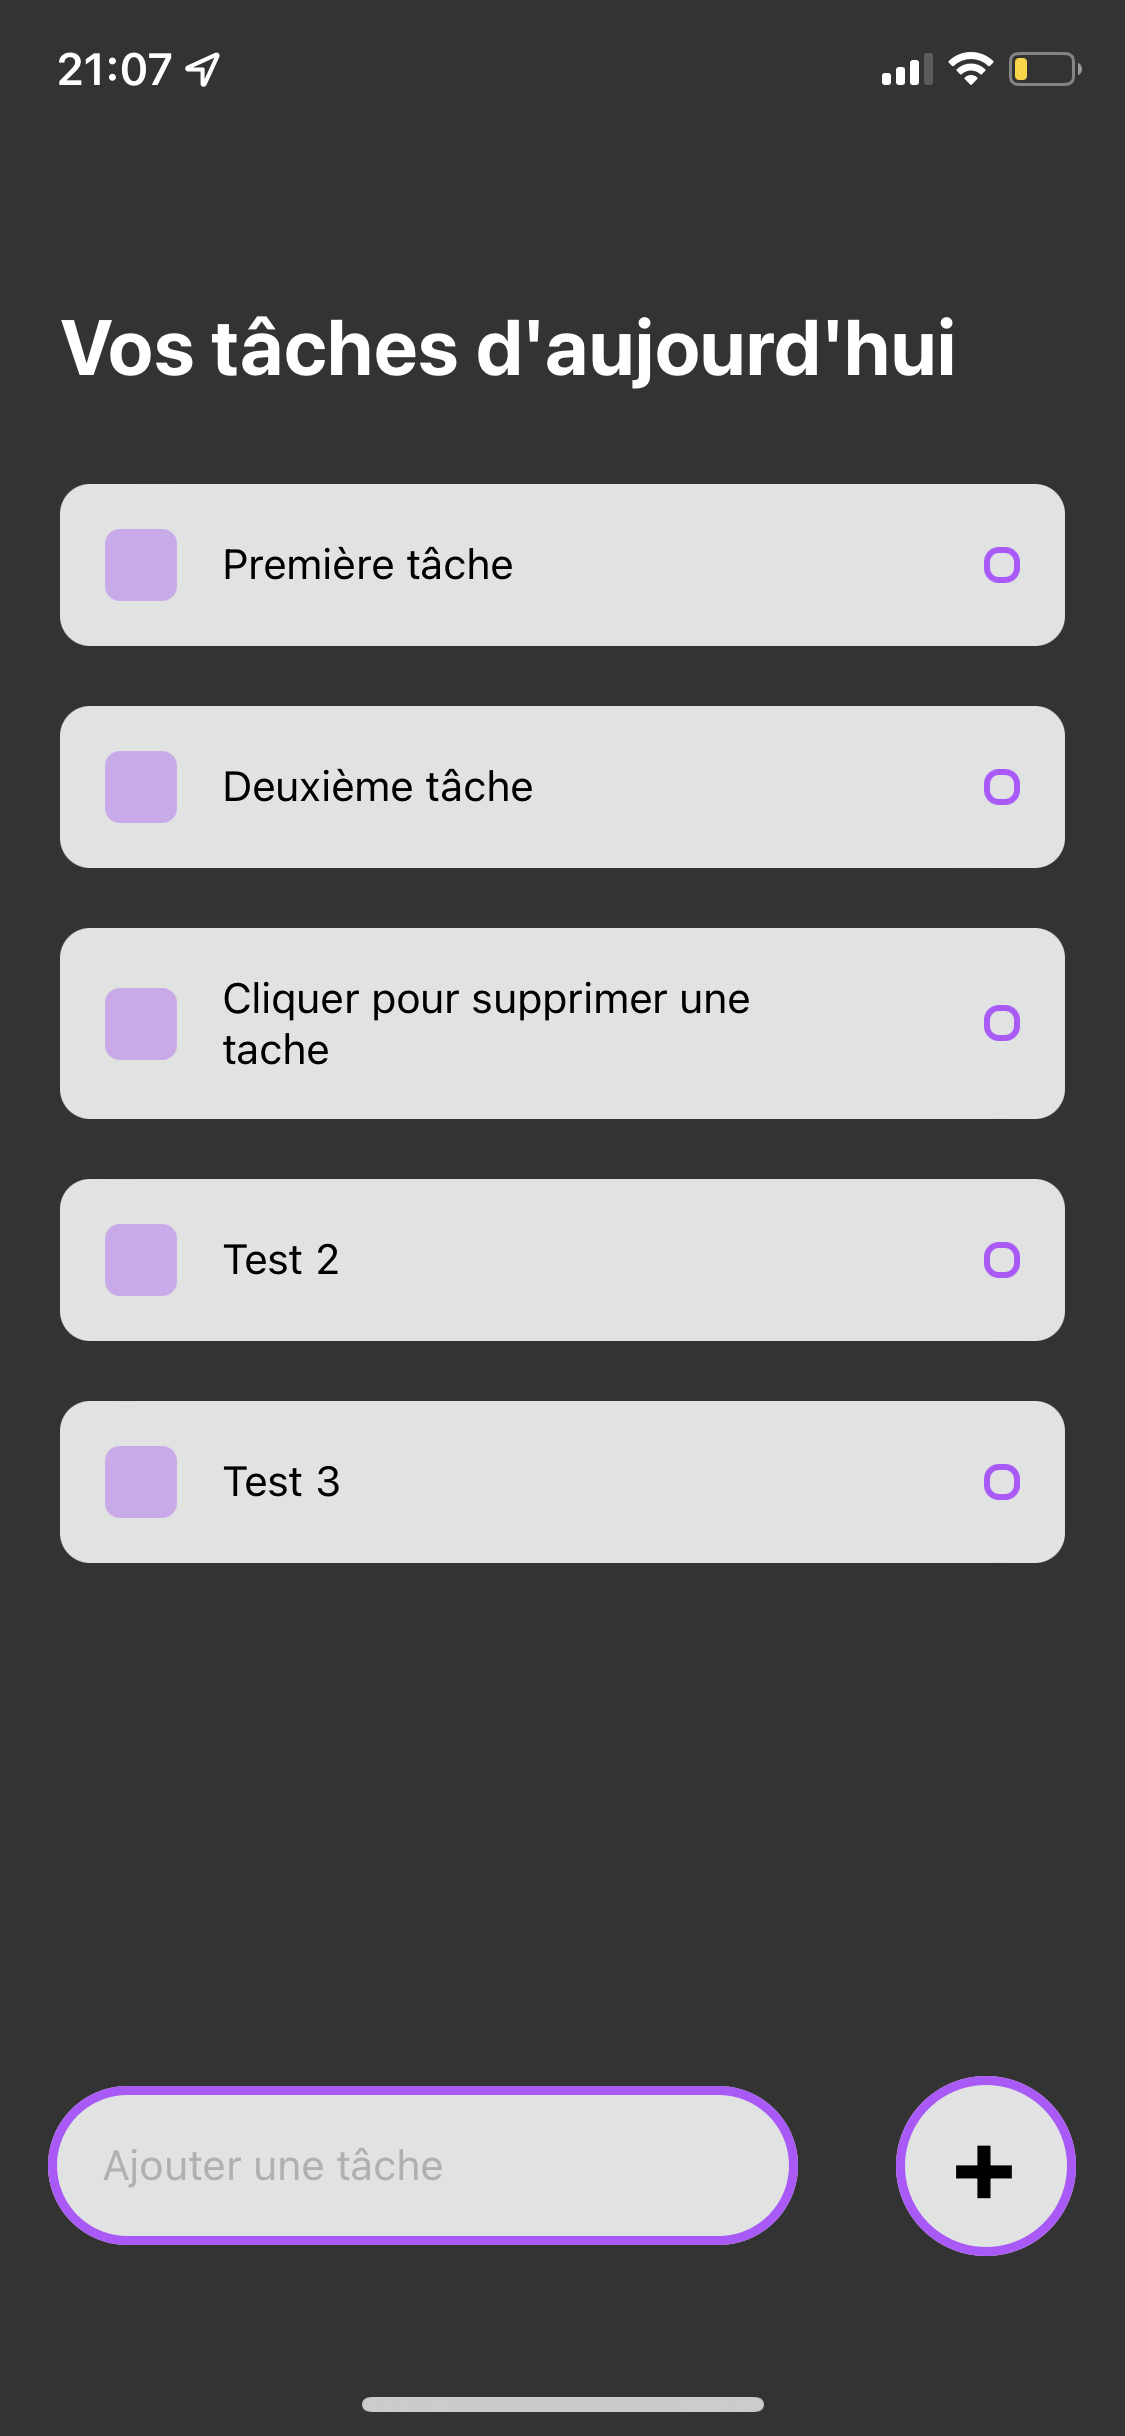 21:07
Vos tâches d'aujourd'hui
Première tâche
Deuxième tâche
Cliquer pour supprimer une
tache
Test 2
Test 3
Ajouter une tâche
+